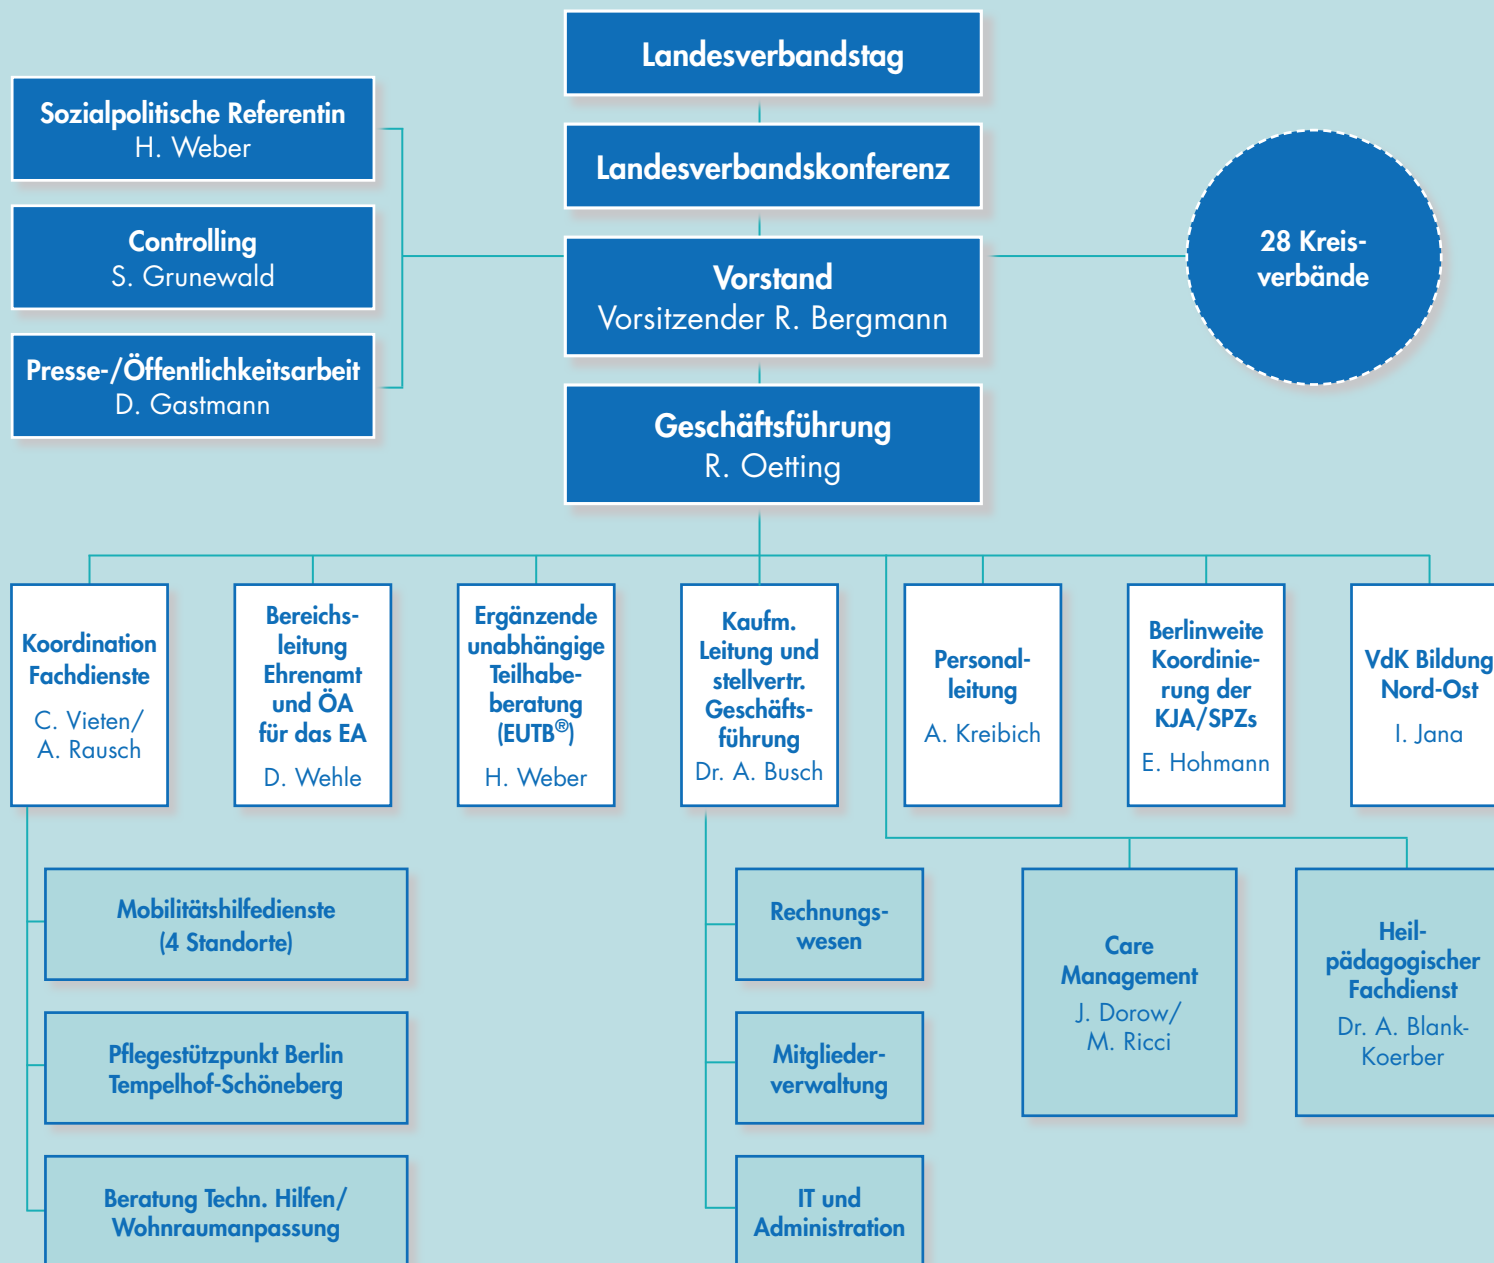 Landesverbandstag
Landesverbandskonferenz
Vorstand
Vorsitzender R. Bergmann
Geschäftsführung
R. Oetting
Sozialpolitische Referentin
H. Weber
Controlling
S. Grunewald
Presse-/Öffentlichkeitsarbeit
D. Gastmann
28 Kreis-
verbände
Koordination
Fachdienste
C. Vieten/
A. Rausch
Bereichs-
leitung
Ehrenamt
und ÖA
für das EA
D. Wehle
Ergänzende
unabhängige
Teilhabe-
beratung
(EUTB®)
H. Weber
Kaufm.
Leitung und
stellvertr.
Geschäfts-
führung
Dr. A. Busch
Personal-
leitung
A. Kreibich
Berlinweite
Koordinie-
rung der
KJA/SPZs
E. Hohmann
VdK Bildung
Nord-Ost
I. Jana
Mobilitätshilfedienste
(4 Standorte)
Pflegestützpunkt Berlin
Tempelhof-Schöneberg
Beratung Techn. Hilfen/
Wohnraumanpassung
Rechnungs-
wesen
Mitglieder-
verwaltung
IT und
Administration
Care
Management
J. Dorow/
M. Ricci
Heil-
pädagogischer
Fachdienst
Dr. A. Blank-
Koerber